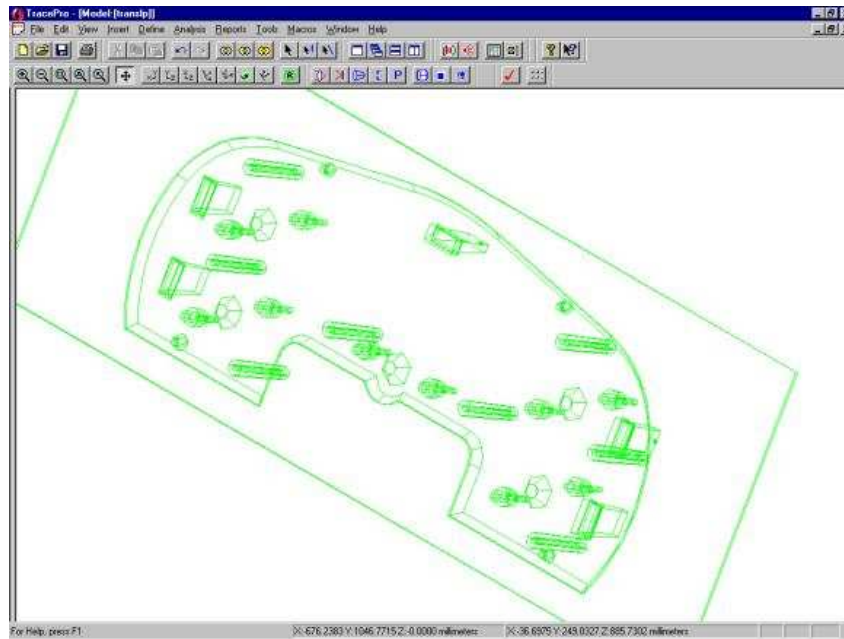 TracePro - [Model:[translp]]
File Edit View Insert Define Analysis Reports Tools Macros Window Help
For Help, press F1 X:-676.2383 Y:1046.7715 Z:-0.0000 millimeters X:-36.6975 Y:249.0327 Z:885.7302 millimeters